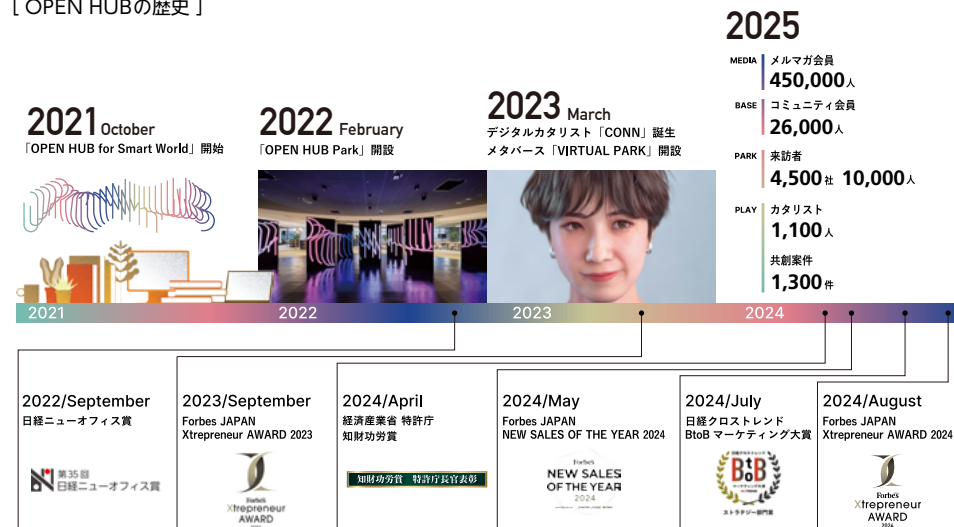 [ OPEN HUBの歴史 ]
2021 October
「OPEN HUB for Smart World」開始
2022 February
「OPEN HUB Park」開設
2023 March
デジタルカタリスト「CONN」誕生
メタバース「VIRTUAL PARK」開設
2025
MEDIA メルマガ会員
450,000人
BASE コミュニティ会員
26,000人
PARK 来訪者
4,500社 10,000人
PLAY カタリスト
1,100人
共創案件
1,300件
2021 2022 2023 2024
2022/September
日経ニューオフィス賞
第35回
日経ニューオフィス賞
2023/September
Forbes JAPAN
Xtrepreneur AWARD 2023
Forbes
Xtrepreneur
AWARD
2024/April
経済産業省 特許庁
知財功労賞
知財功労賞 特許庁長官表彰
2024/May
Forbes JAPAN
NEW SALES OF THE YEAR 2024
Forbes
NEW SALES
OF THE YEAR
2024
2024/July
日経クロストレンド
BtoB マーケティング大賞
BtoB
マーケティング大賞
ストラテジー部門賞
2024/August
Forbes JAPAN
Xtrepreneur AWARD 2024
Forbes
Xtrepreneur
AWARD
2024